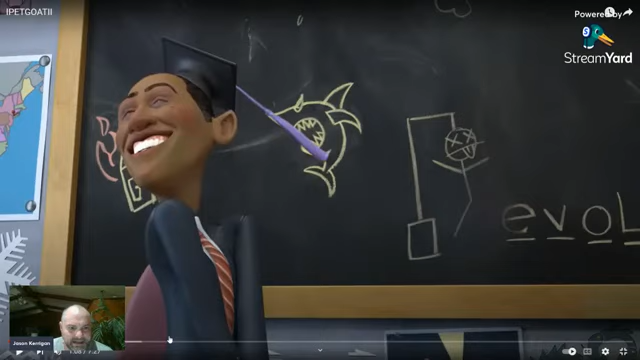 IPETGOATII
Powered by
StreamYard
evoL
Jason Kerrigan